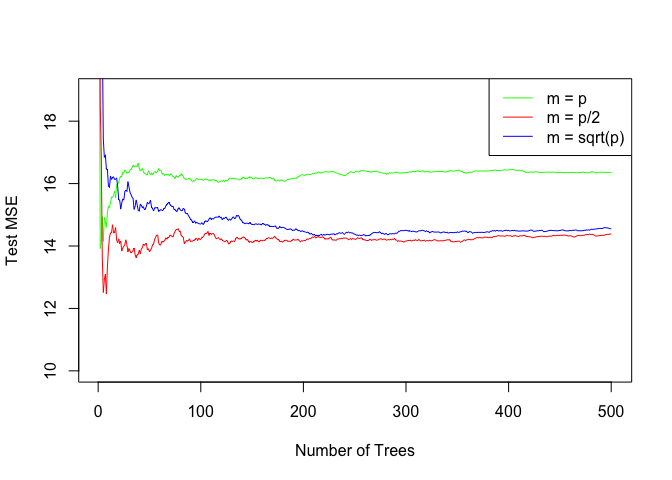 m = p
m = p/2
m = sqrt(p)
18
16
14
12
10
Test MSE
0 100 200 300 400 500
Number of Trees